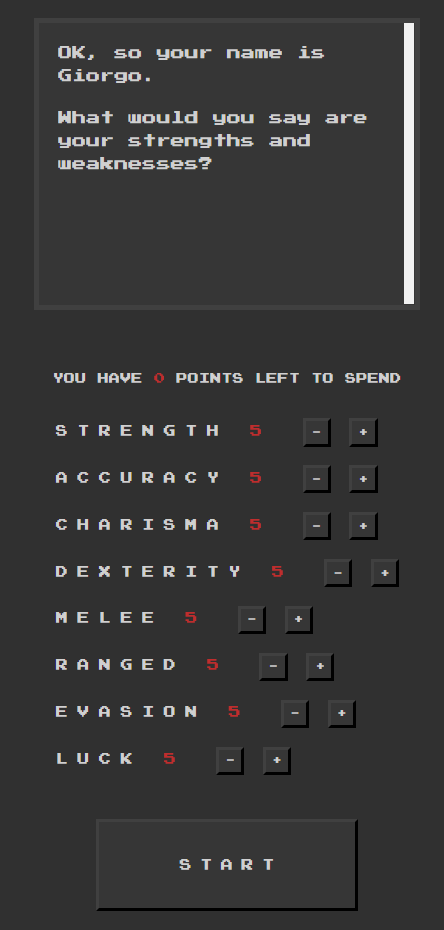 OK, so your name is
Giorgo.
What would you say are
your strengths and
weaknesses?
YOU HAVE 0 POINTS LEFT TO SPEND
STRENGTH 5 - +
ACCURACY 5 - +
CHARISMA 5 - +
DEXTERITY 5 - +
MELEE 5 - +
RANGED 5 - +
EVASION 5 - +
LUCK 5 - +
START